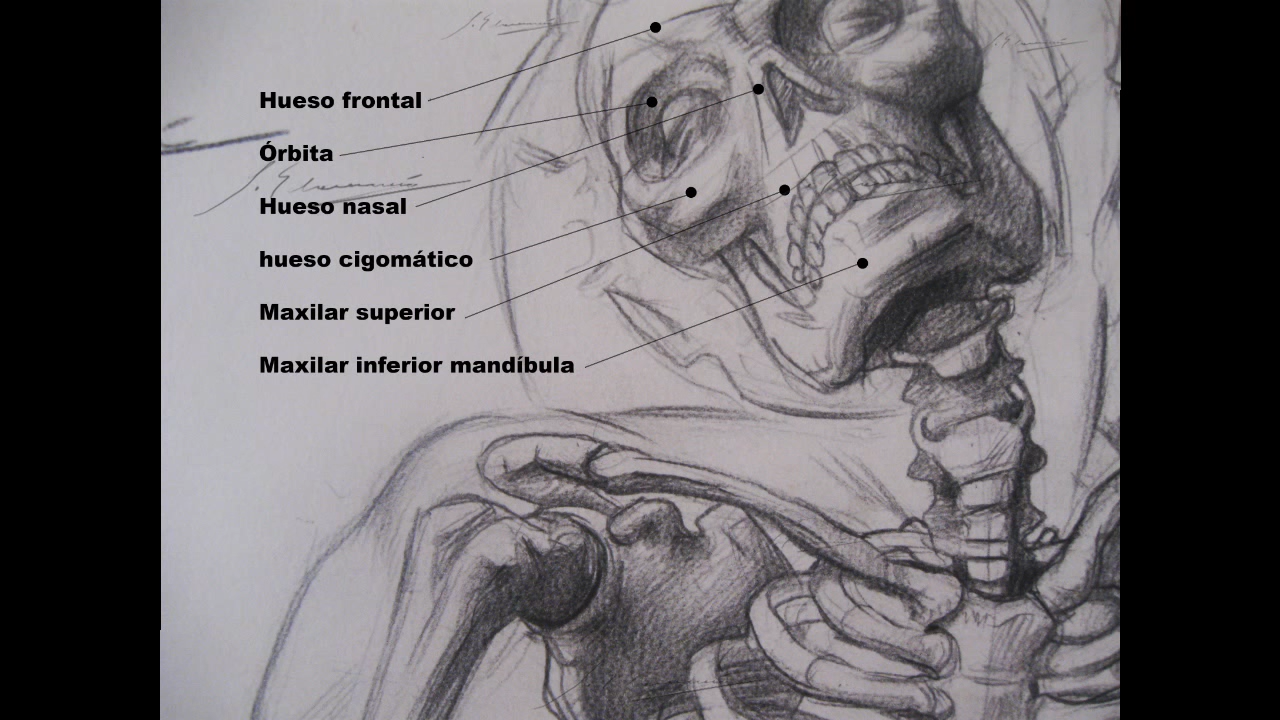 Hueso frontal
Órbita
Hueso nasal
hueso cigomático
Maxilar superior
Maxilar inferior mandíbula